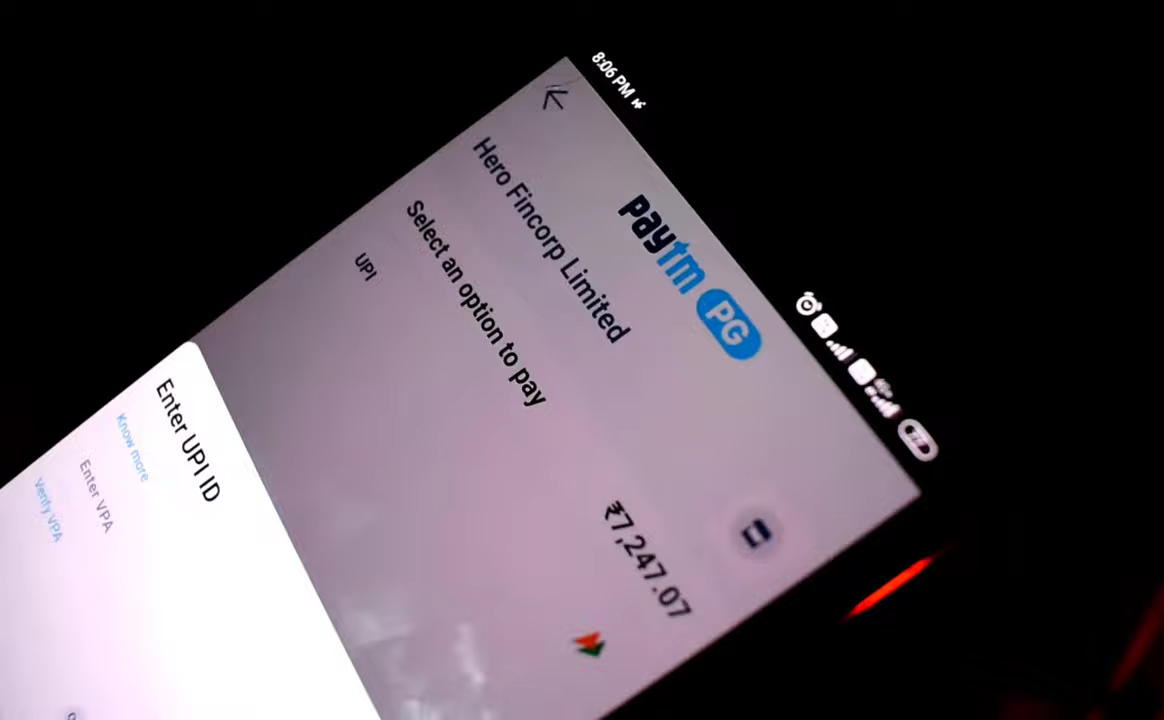 8:06 PM
paytm PG
Hero Fincorp Limited
₹7,247.07
Select an option to pay
UPI
Enter UPI ID
Know more
Enter VPA
Verify VPA